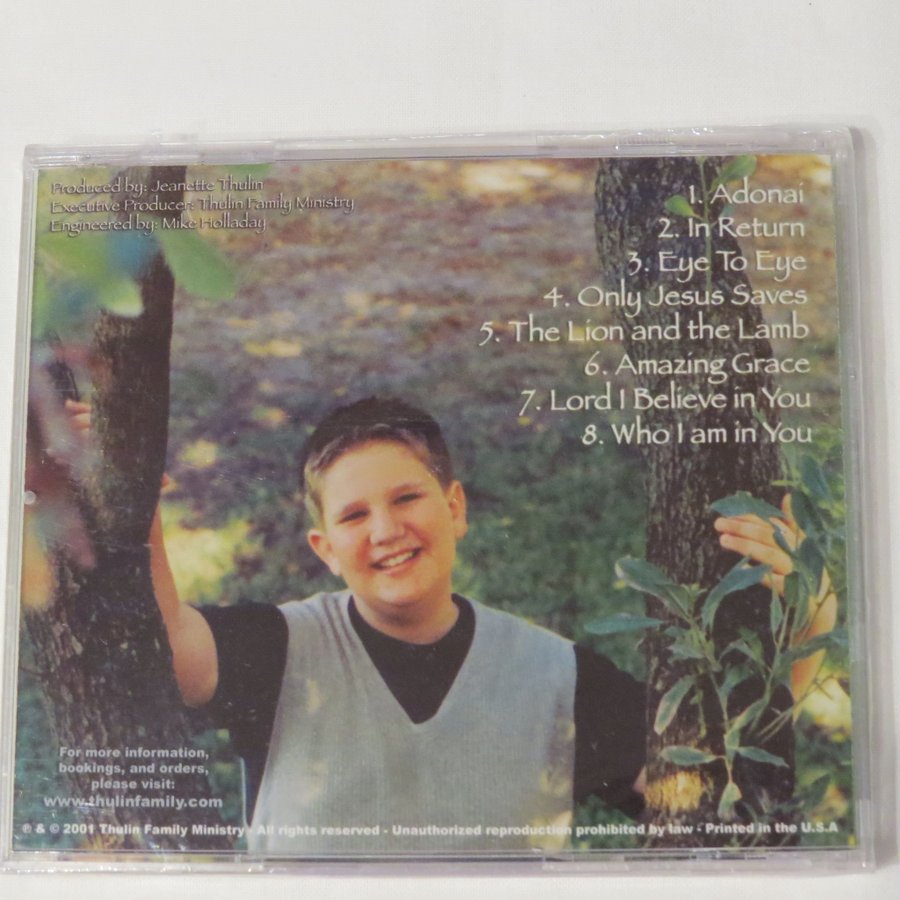 Produced by: Jeanette Thulin
Executive Producer: Thulin Family Ministry
Engineered by: Mike Holladay
1. Adonai
2. In Return
3. Eye To Eye
4. Only Jesus Saves
5. The Lion and the Lamb
6. Amazing Grace
7. Lord I Believe in You
8. Who I am in You
For more information,
bookings, and orders,
please visit:
www.thulinfamily.com
℗ & © 2001 Thulin Family Ministry - All rights reserved - Unauthorized reproduction prohibited by law - Printed in the U.S.A